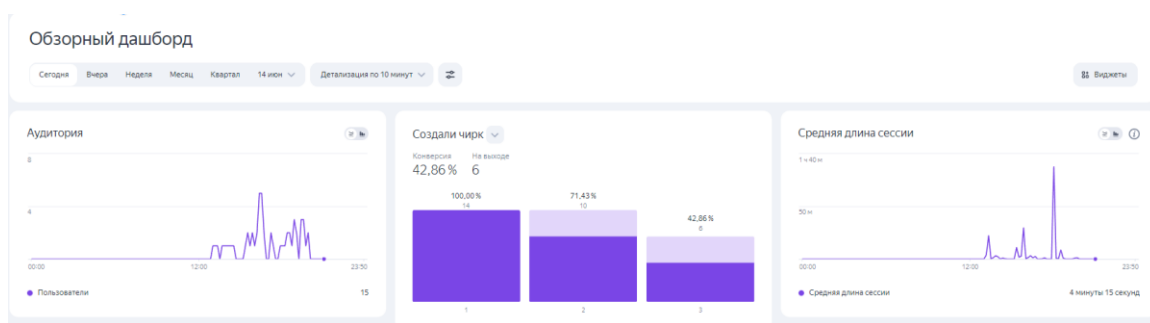 Обзорный дашборд
Сегодня Вчера Неделя Месяц Квартал 14 июн Детализация по 10 минут
Виджеты
Аудитория
8
4
00:00 12:00 23:50
Пользователи 15
Создали чирк
Конверсия На выходе
42,86 % 6
100,00 %
14
71,43 %
10
42,86 %
6
1 2 3
Средняя длина сессии
1 ч 40 м
50 м
00:00 12:00 23:50
Средняя длина сессии 4 минуты 15 секунд